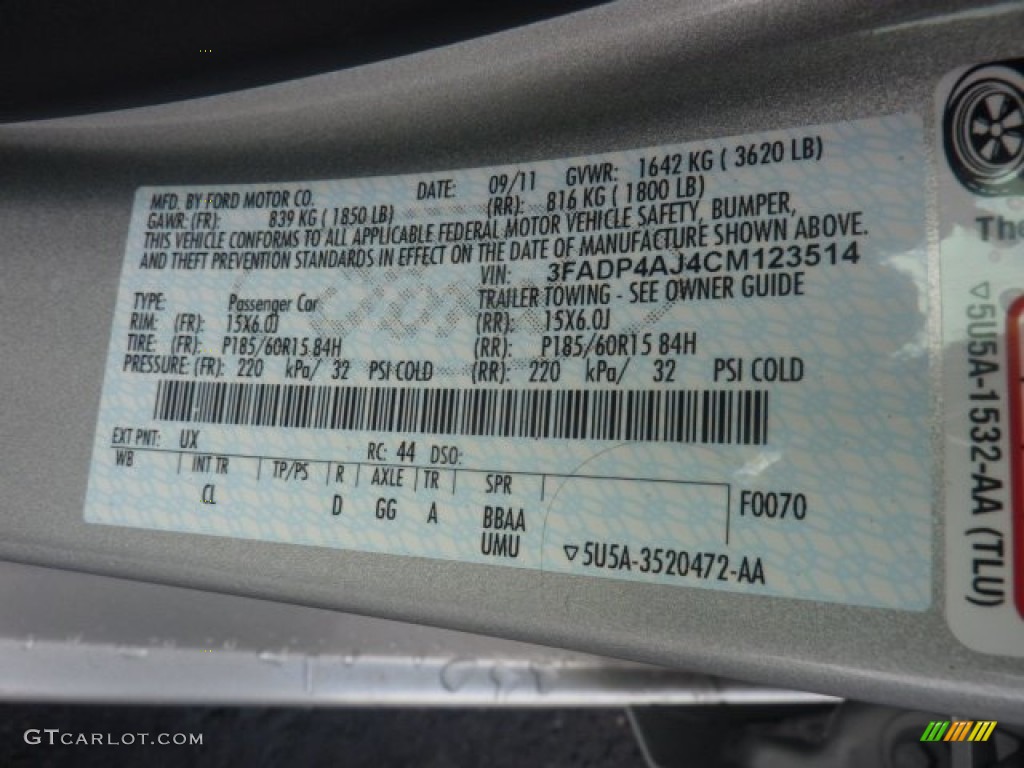 MFD. BY FORD MOTOR CO. DATE: 09/11 GVWR: 1642 KG ( 3620 LB)
GAWR: (FR): 839 KG ( 1850 LB) (RR): 816 KG ( 1800 LB)
THIS VEHICLE CONFORMS TO ALL APPLICABLE FEDERAL MOTOR VEHICLE SAFETY, BUMPER,
AND THEFT PREVENTION STANDARDS IN EFFECT ON THE DATE OF MANUFACTURE SHOWN ABOVE.
VIN: 3FADP4AJ4CM123514
TYPE: Passenger Car TRAILER TOWING - SEE OWNER GUIDE
RIM: (FR): 15X6.0J (RR): 15X6.0J
TIRE: (FR): P185/60R15 84H (RR): P185/60R15 84H
PRESSURE: (FR): 220 kPa/ 32 PSI COLD (RR): 220 kPa/ 32 PSI COLD
EXT PNT: UX RC: 44 DSO:
WB INT TR TP/PS R AXLE TR SPR
CL D GG A BBAA F0070
UMU
▽5U5A-3520472-AA
The
▽5U5A-1532-AA (TLU)
GTCARLOT.COM